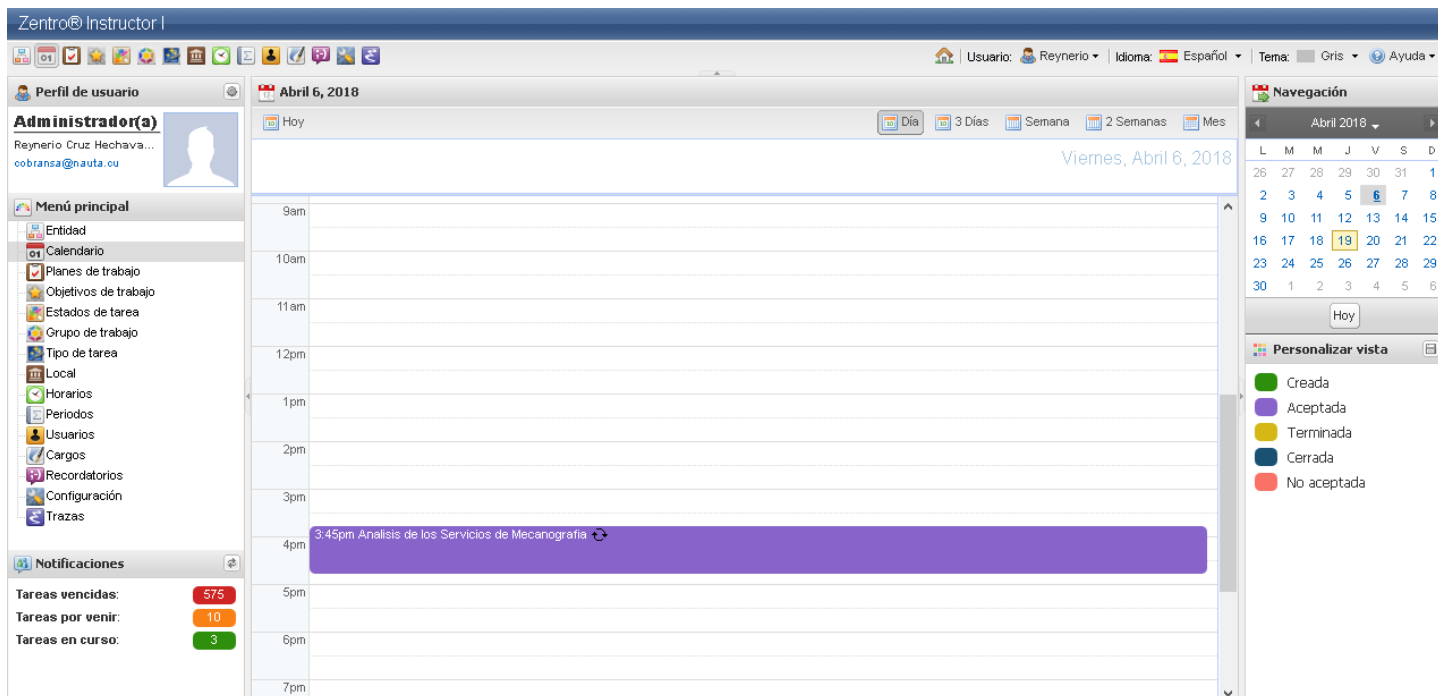 Zentro® Instructor |
01
Usuario: Reynerio
Idioma: Español
Tema: Gris
Ayuda
Perfil de usuario
Administrador(a)
Reynerio Cruz Hechava...
cobransa@nauta.cu
Menú principal
Entidad
01 Calendario
Planes de trabajo
Objetivos de trabajo
Estados de tarea
Grupo de trabajo
Tipo de tarea
Local
Horarios
Periodos
Usuarios
Cargos
Recordatorios
Configuración
Trazas
Notificaciones
Tareas vencidas: 575
Tareas por venir: 10
Tareas en curso: 3
Abril 6, 2018
Hoy
Día
3 Días
Semana
2 Semanas
Mes
Viernes, Abril 6, 2018
9am
10am
11am
12pm
1pm
2pm
3pm
3:45pm Analisis de los Servicios de Mecanografia
4pm
5pm
6pm
7pm
Navegación
Abril 2018
L M M J V S D
26 27 28 29 30 31 1
2 3 4 5 6 7 8
9 10 11 12 13 14 15
16 17 18 19 20 21 22
23 24 25 26 27 28 29
30 1 2 3 4 5 6
Hoy
Personalizar vista
Creada
Aceptada
Terminada
Cerrada
No aceptada